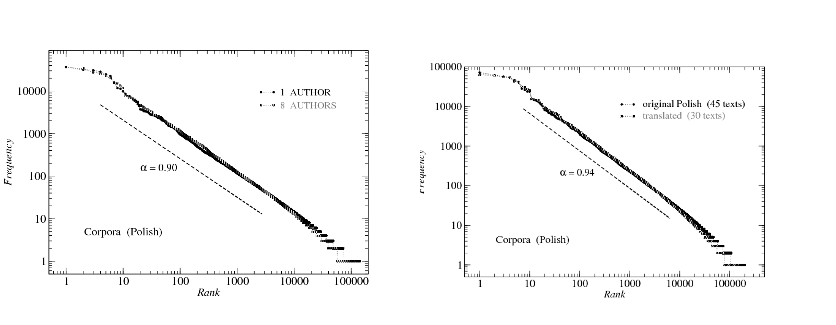 10000
1000
100
10
1
Frequency
1 AUTHOR
8 AUTHORS
α = 0.90
Corpora (Polish)
1
10
100
1000
10000
100000
Rank
100000
10000
1000
100
10
1
Frequency
original Polish (45 texts)
translated (30 texts)
α = 0.94
Corpora (Polish)
1
10
100
1000
10000
100000
Rank